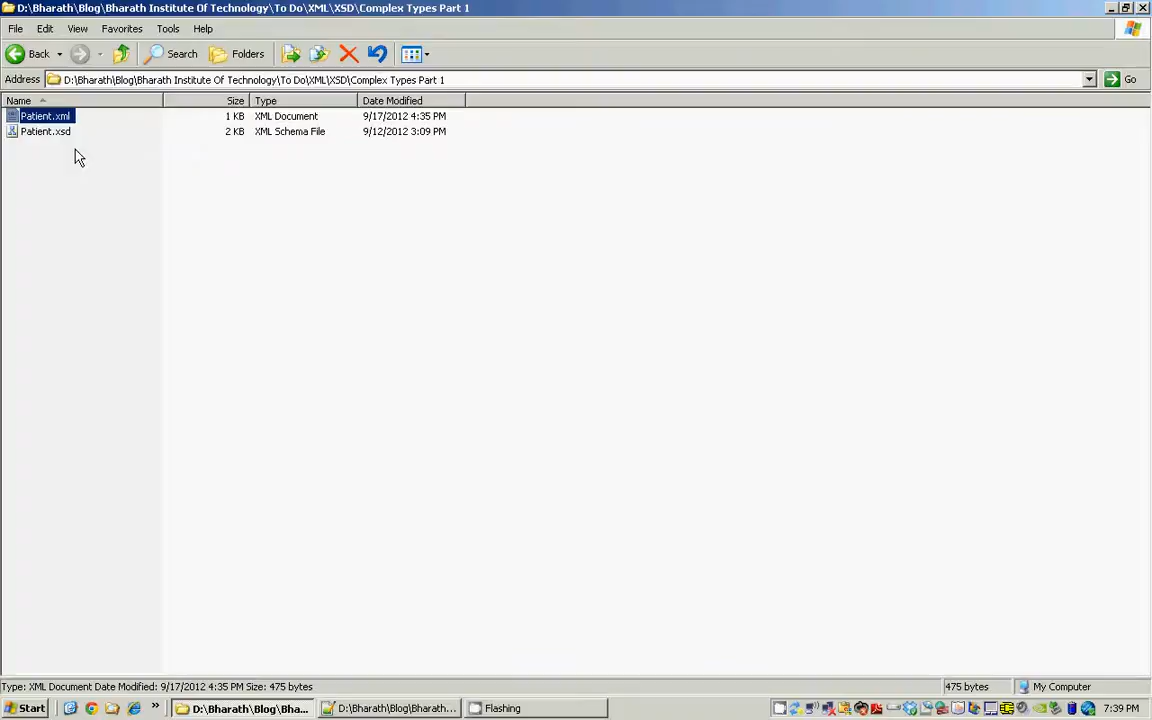 D:\Bharath\Blog\Bharath Institute Of Technology\To Do\XML\XSD\Complex Types Part 1
File Edit View Favorites Tools Help
Back Search Folders
Address D:\Bharath\Blog\Bharath Institute Of Technology\To Do\XML\XSD\Complex Types Part 1 Go
Name Size Type Date Modified
Patient.xml 1 KB XML Document 9/17/2012 4:35 PM
Patient.xsd 2 KB XML Schema File 9/12/2012 3:09 PM
Type: XML Document Date Modified: 9/17/2012 4:35 PM Size: 475 bytes 475 bytes My Computer
Start » D:\Bharath\Blog\Bha... D:\Bharath\Blog\Bharath... Flashing 7:39 PM